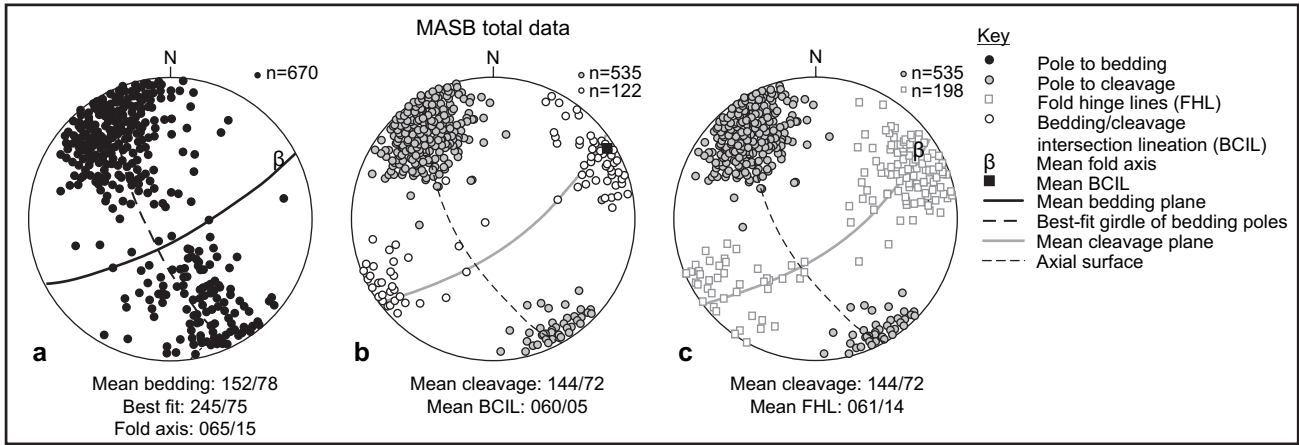 MASB total data
N
n=670
β
a
Mean bedding: 152/78
Best fit: 245/75
Fold axis: 065/15
N
n=535
n=122
b
Mean cleavage: 144/72
Mean BCIL: 060/05
N
n=535
n=198
β
c
Mean cleavage: 144/72
Mean FHL: 061/14
Key
Pole to bedding
Pole to cleavage
Fold hinge lines (FHL)
Bedding/cleavage
intersection lineation (BCIL)
β Mean fold axis
Mean BCIL
Mean bedding plane
Best-fit girdle of bedding poles
Mean cleavage plane
Axial surface